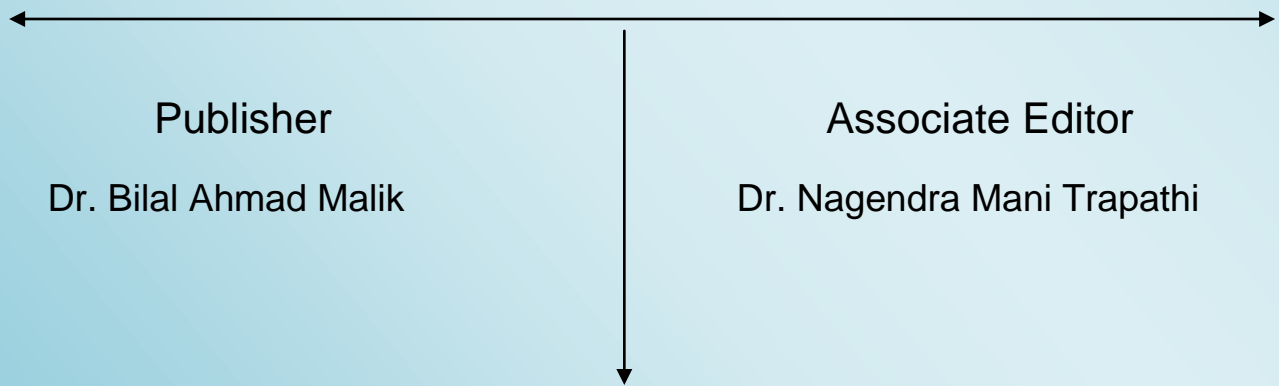 Publisher
Dr. Bilal Ahmad Malik
Associate Editor
Dr. Nagendra Mani Trapathi